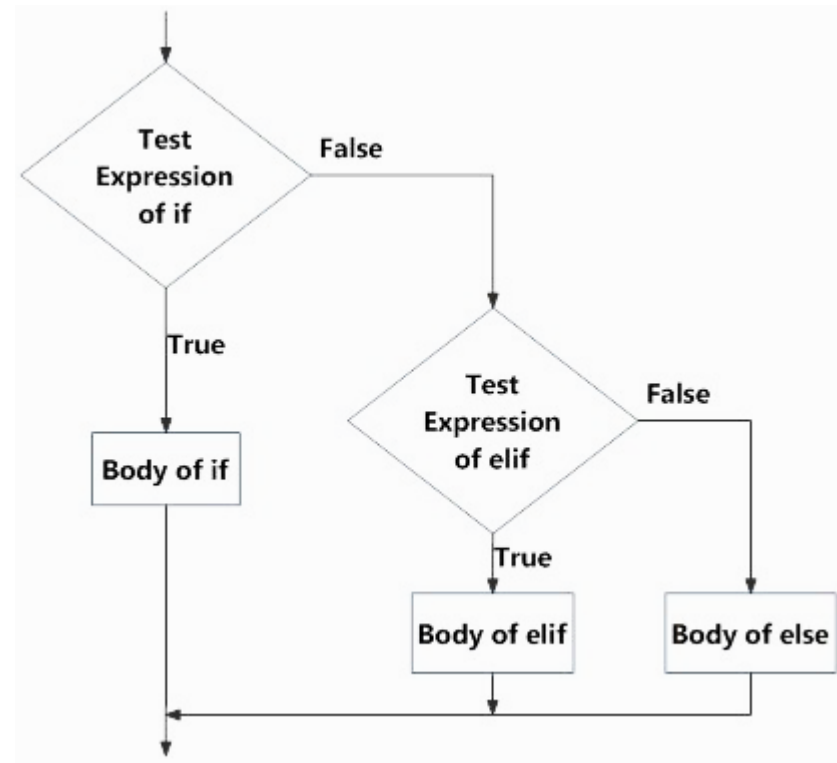 Test
Expression
of if
False
True
Body of if
Test
Expression
of elif
False
True
Body of elif
Body of else